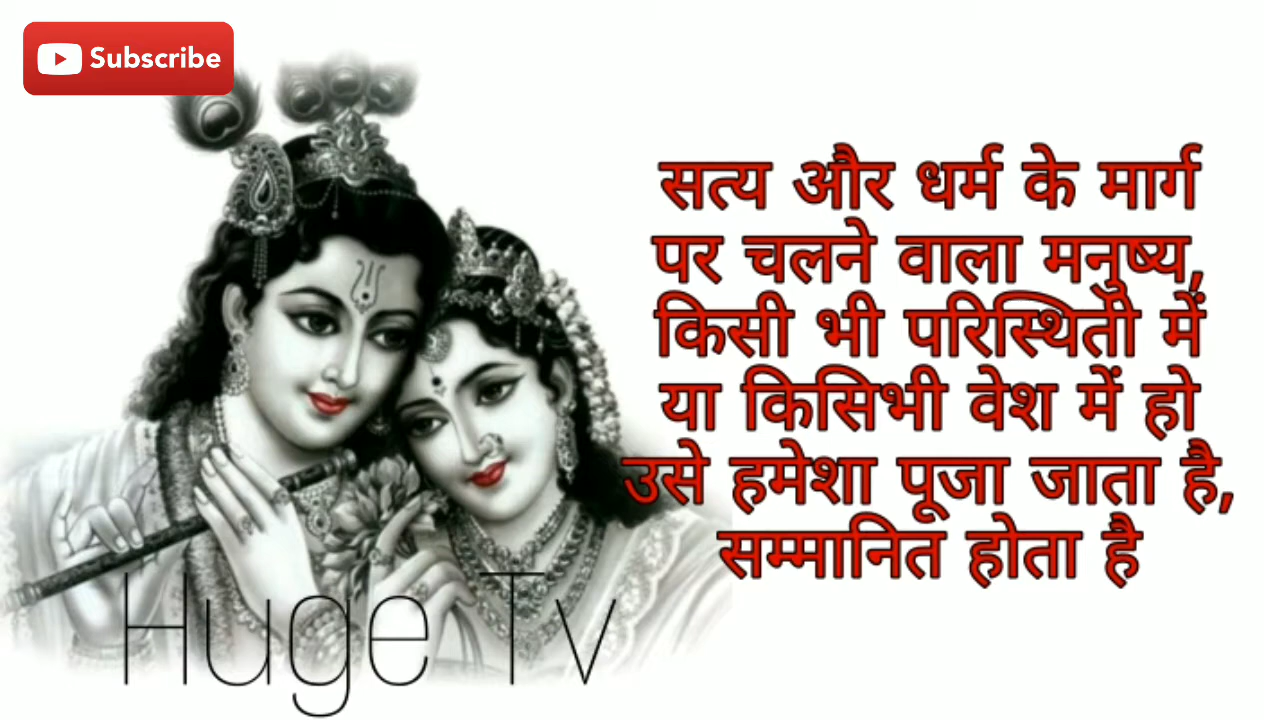 Subscribe
सत्य और धर्म के मार्ग
पर चलने वाला मनुष्य,
किसी भी परिस्थिती में
या किसिभी वेश में हो
उसे हमेशा पूजा जाता है,
सम्मानित होता है
Huge Tv